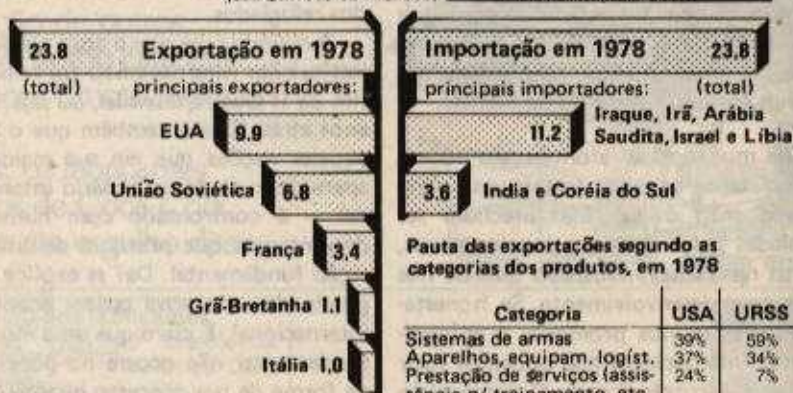 Exportação em 1978
23.8
(total)
principais exportadores:
EUA 9.9
União Soviética 6.8
França 3.4
Grã-Bretanha 1.1
Itália 1.0
Importação em 1978
23.8
(total)
principais importadores:
11.2 Iraque, Irã, Arábia
Saudita, Israel e Líbia
3.6 India e Coréia do Sul
Pauta das exportações segundo as
categorias dos produtos, em 1978
Categoria USA URSS
Sistemas de armas 39% 59%
Aparelhos, equipam. logíst. 37% 34%
Prestação de serviços (assis- 24% 7%